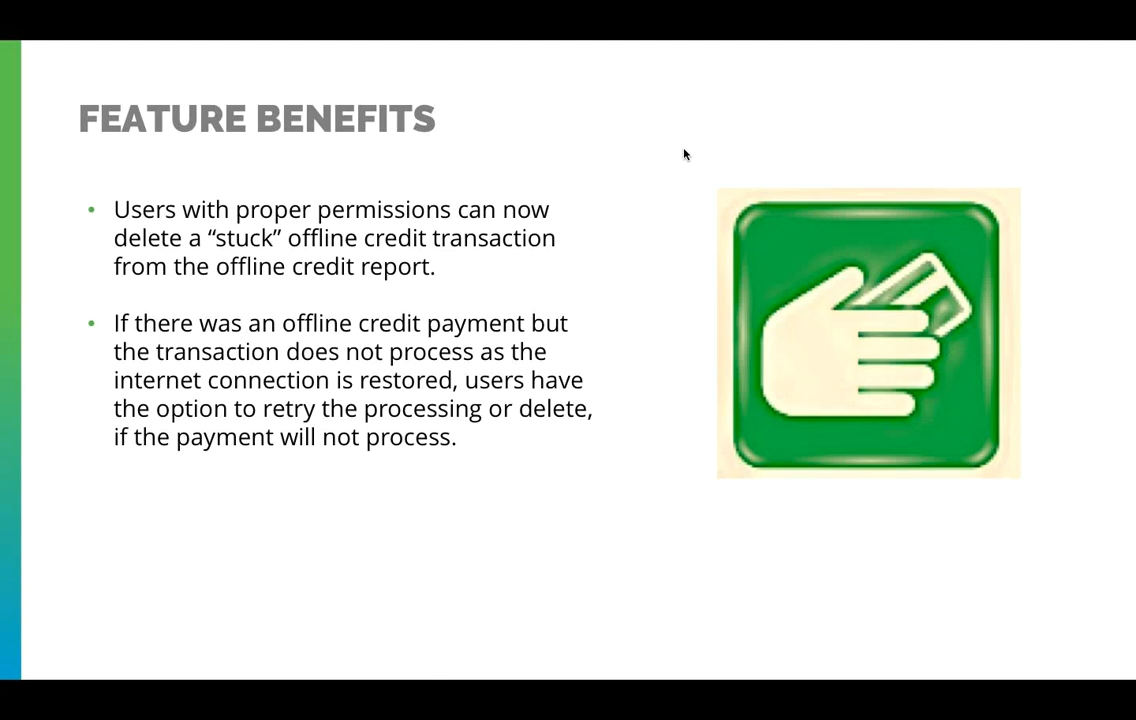 FEATURE BENEFITS
• Users with proper permissions can now
delete a “stuck” offline credit transaction
from the offline credit report.
• If there was an offline credit payment but
the transaction does not process as the
internet connection is restored, users have
the option to retry the processing or delete,
if the payment will not process.